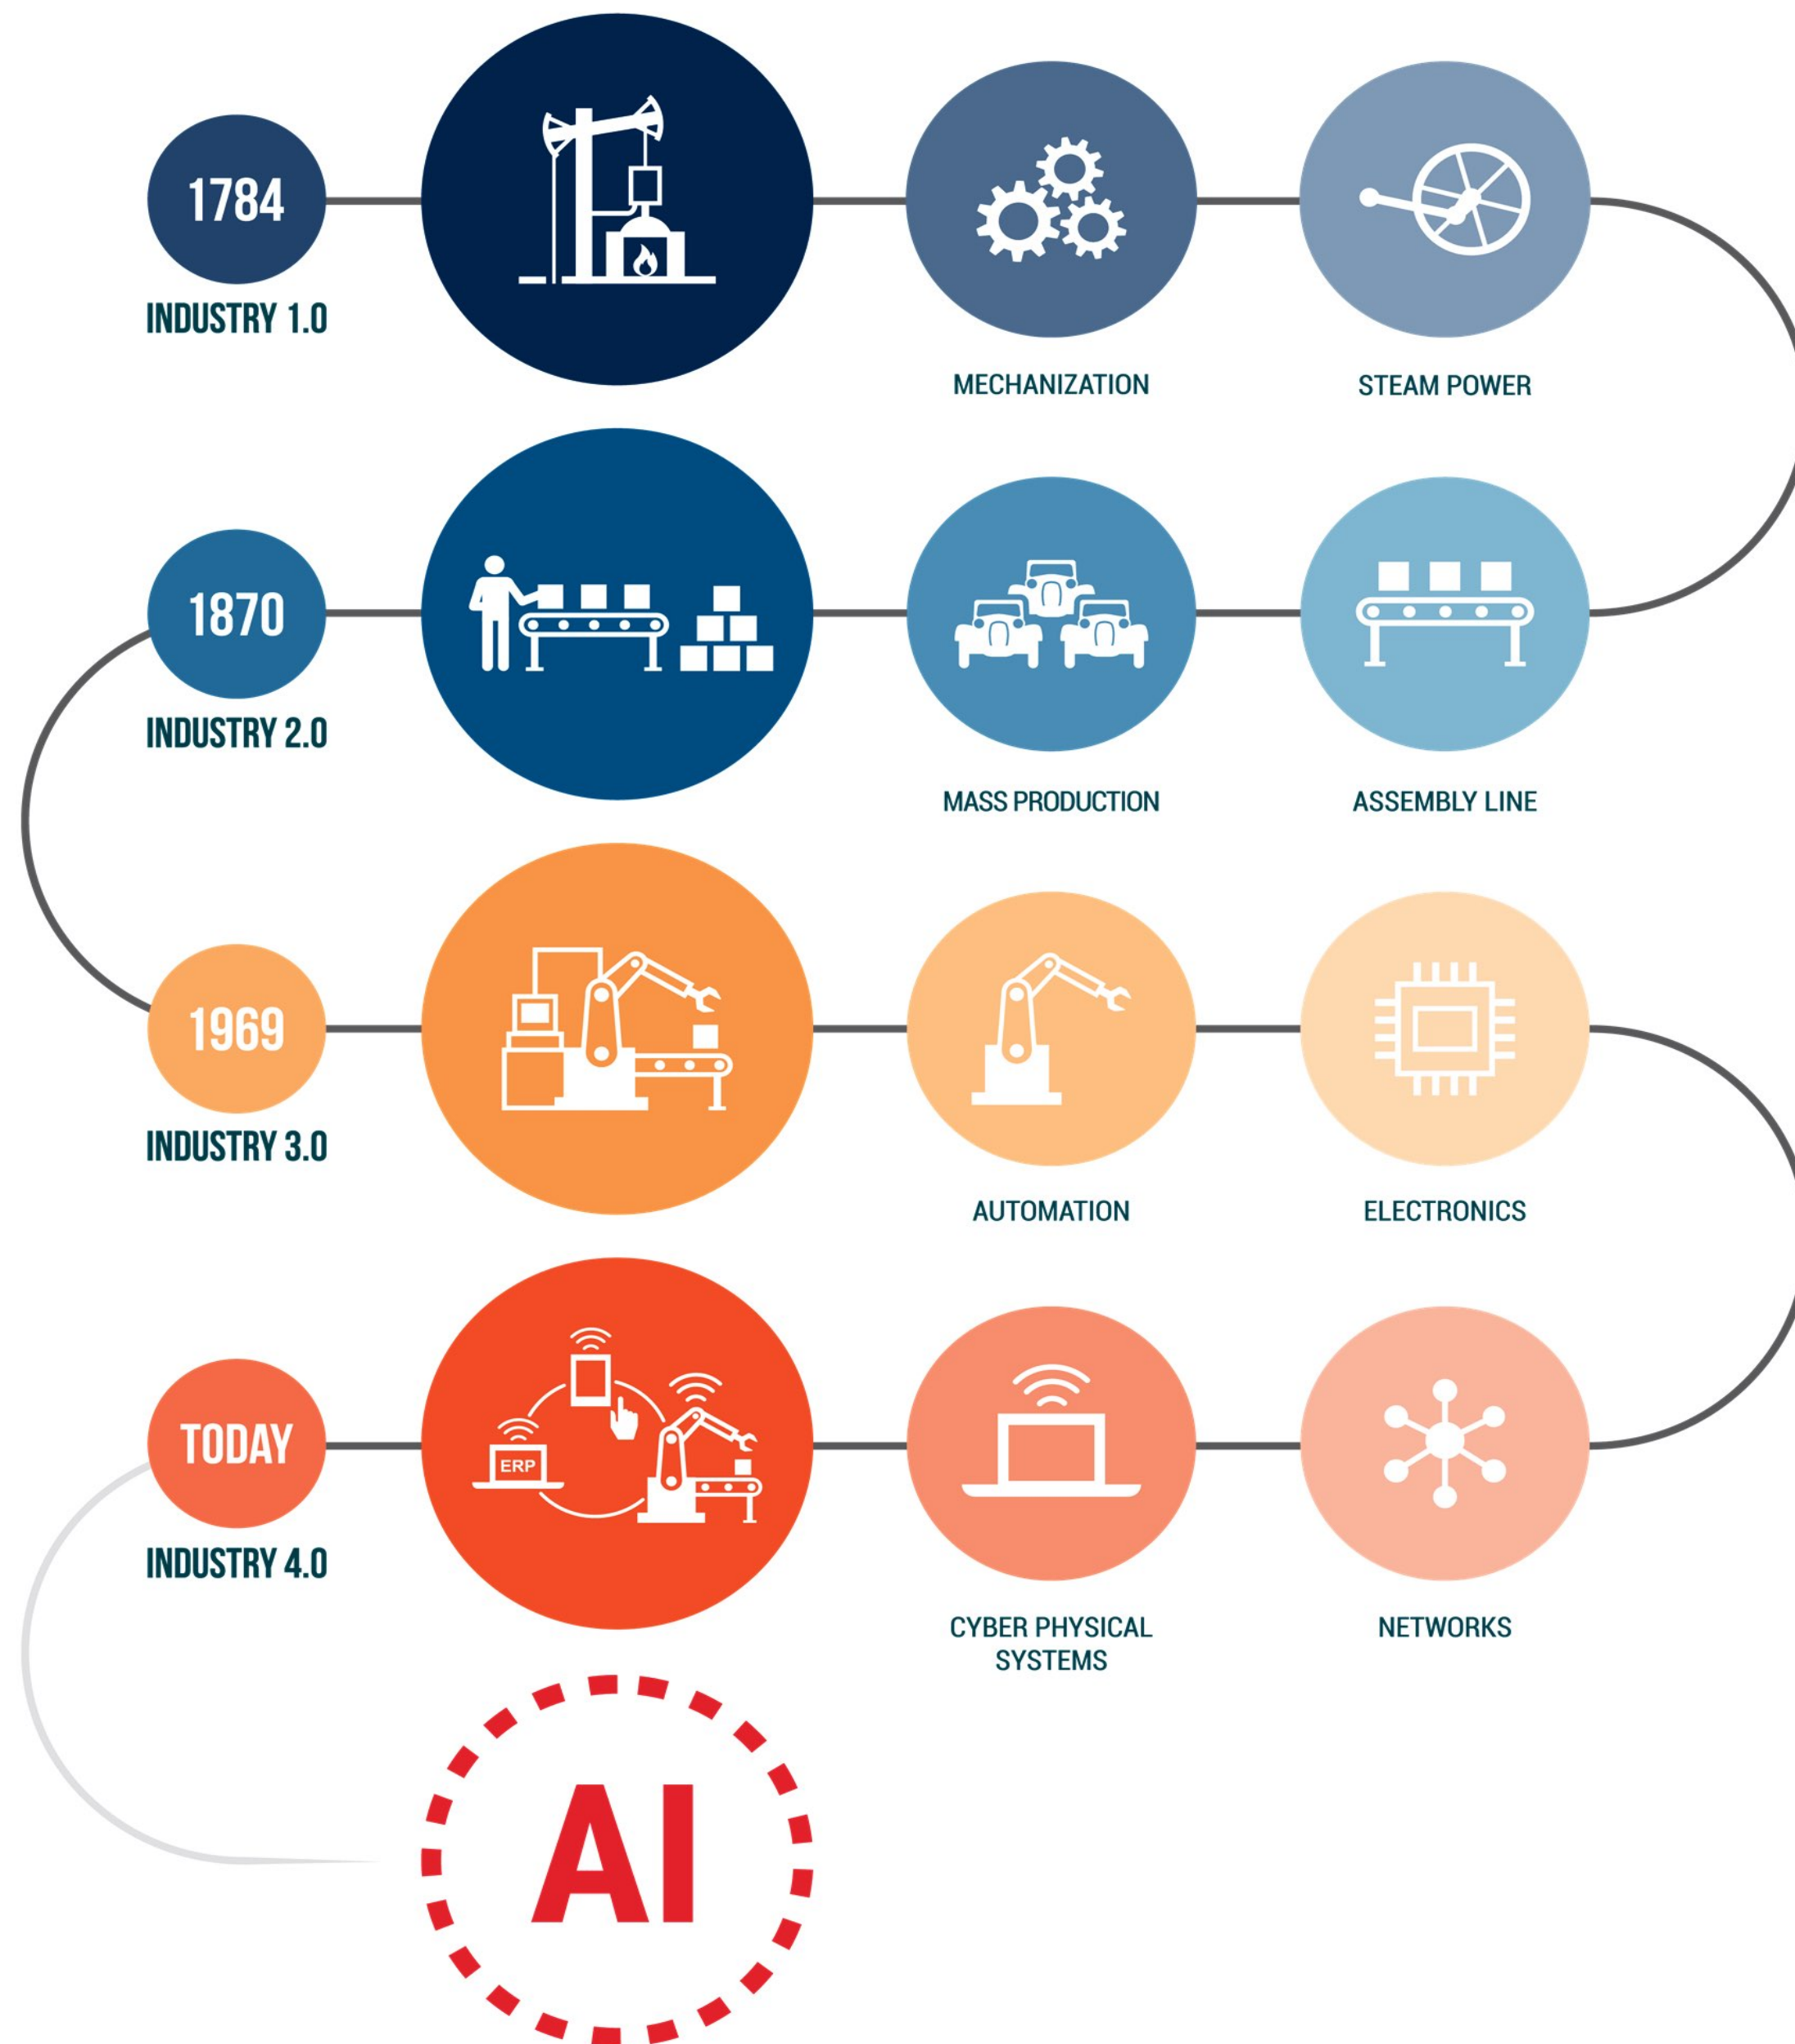 1784
INDUSTRY 1.0
MECHANIZATION
STEAM POWER
1870
INDUSTRY 2.0
MASS PRODUCTION
ASSEMBLY LINE
1969
INDUSTRY 3.0
AUTOMATION
ELECTRONICS
TODAY
INDUSTRY 4.0
ERP
CYBER PHYSICAL
SYSTEMS
NETWORKS
AI